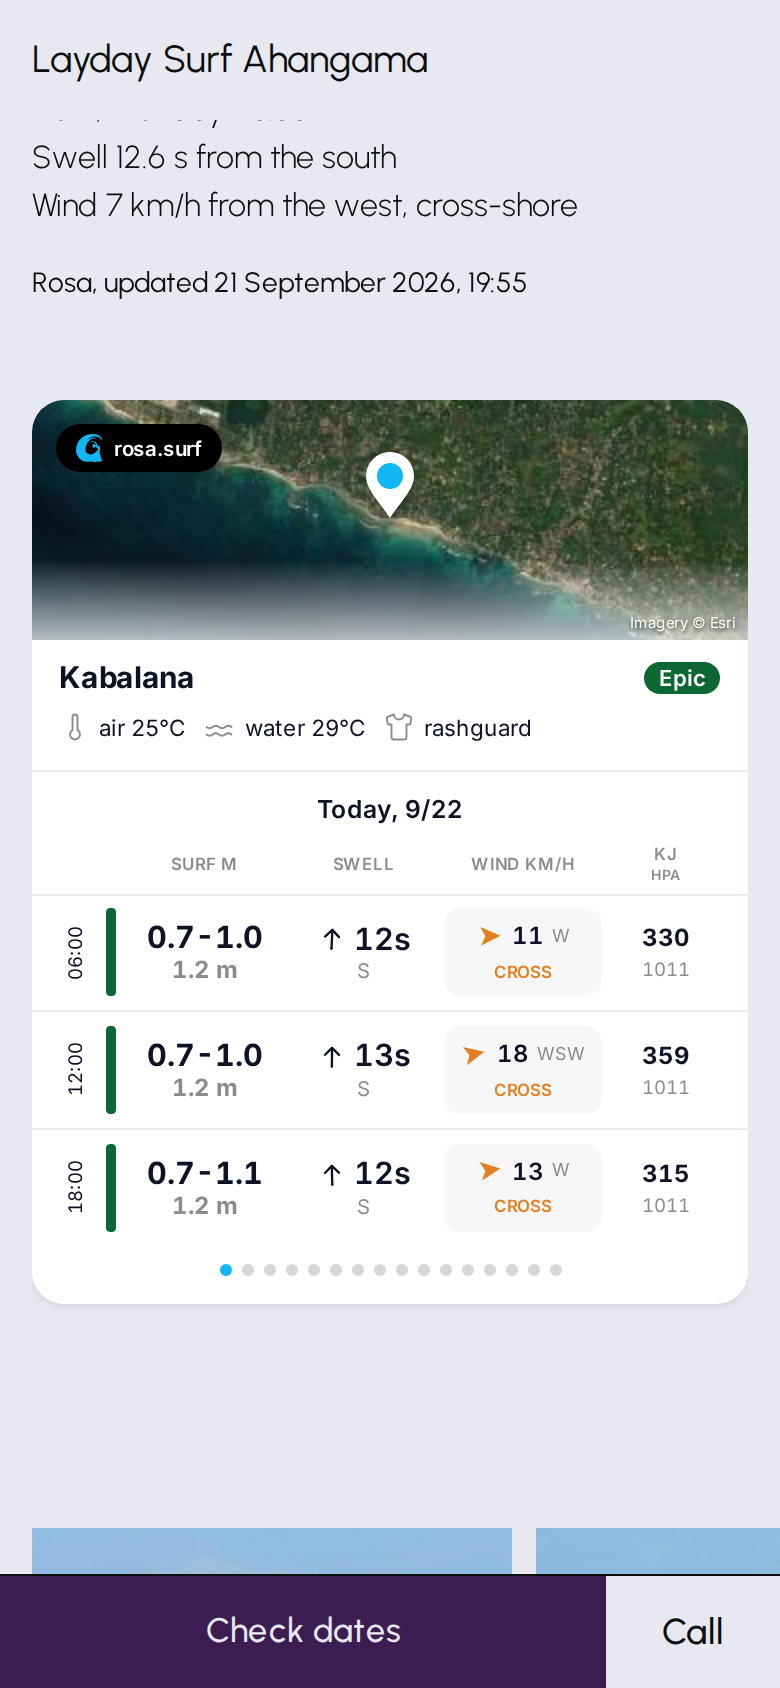 Layday Surf Ahangama
Swell 12.6 s from the south
Wind 7 km/h from the west, cross-shore
Rosa, updated 21 September 2026, 19:55
rosa.surf
Imagery © Esri
Kabalana
Epic
air 25°C water 29°C rashguard
Today, 9/22
SURF M SWELL WIND KM/H KJ
HPA
06:00 0.7-1.0 12s 11 W 330
1.2 m S CROSS 1011
12:00 0.7-1.0 13s 18 WSW 359
1.2 m S CROSS 1011
18:00 0.7-1.1 12s 13 W 315
1.2 m S CROSS 1011
Check dates Call